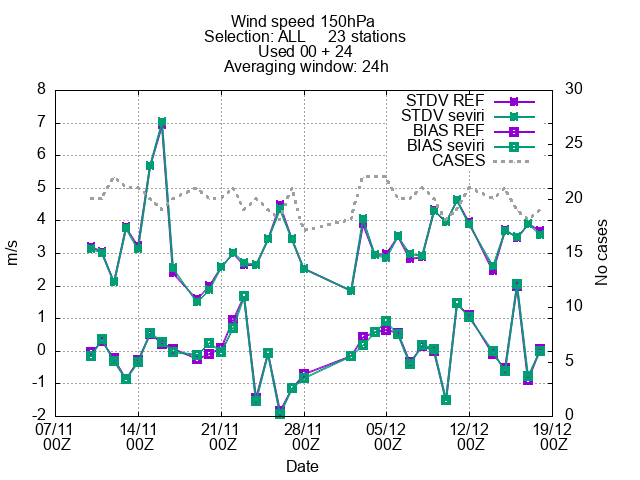 Wind speed 150hPa
Selection: ALL 23 stations
Used 00 + 24
Averaging window: 24h
STDV REF
STDV seviri
BIAS REF
BIAS seviri
CASES
m/s
8
7
6
5
4
3
2
1
0
-1
-2
No cases
30
25
20
15
10
5
0
07/11 14/11 21/11 28/11 05/12 12/12 19/12
00Z 00Z 00Z 00Z 00Z 00Z 00Z
Date